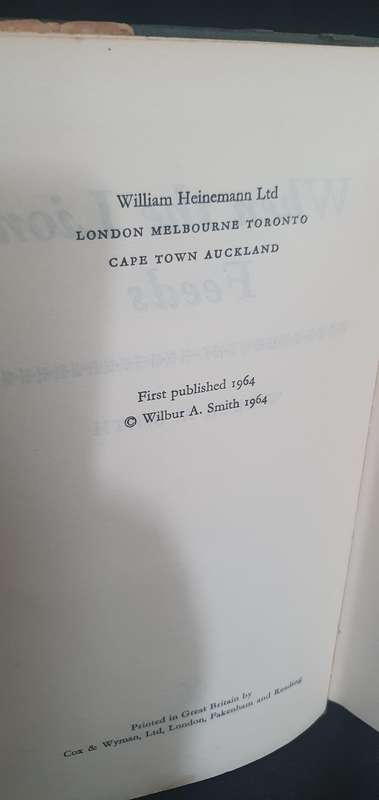 William Heinemann Ltd
LONDON MELBOURNE TORONTO
CAPE TOWN AUCKLAND
First published 1964
© Wilbur A. Smith 1964
Printed in Great Britain by
Cox & Wyman, Ltd, London, Fakenham and Reading